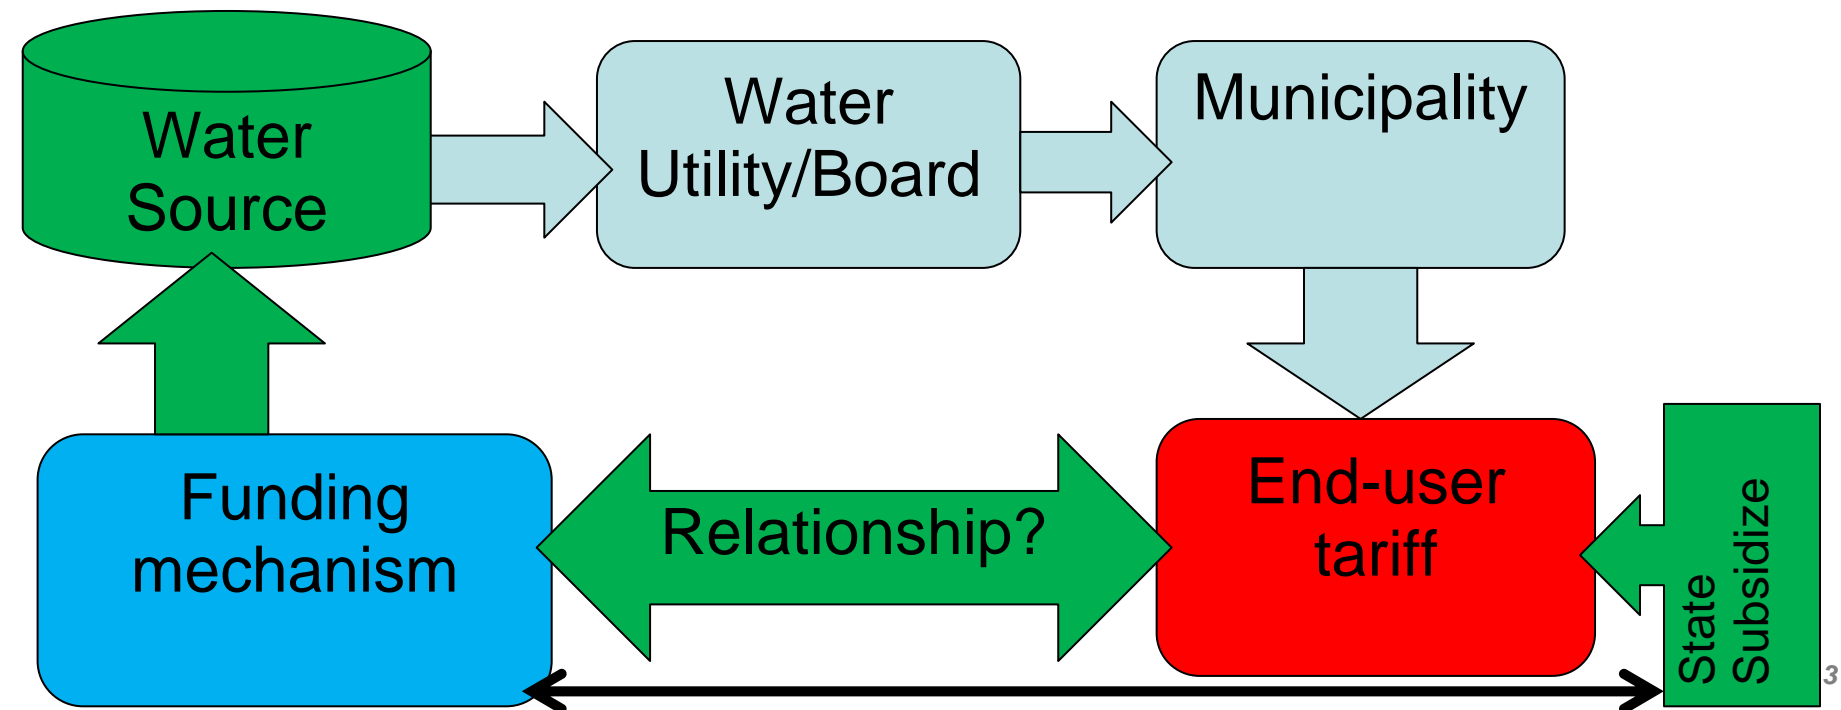 Water
Source
Water
Utility/Board
Municipality
Funding
mechanism
Relationship?
End-user
tariff
State
Subsidize
3